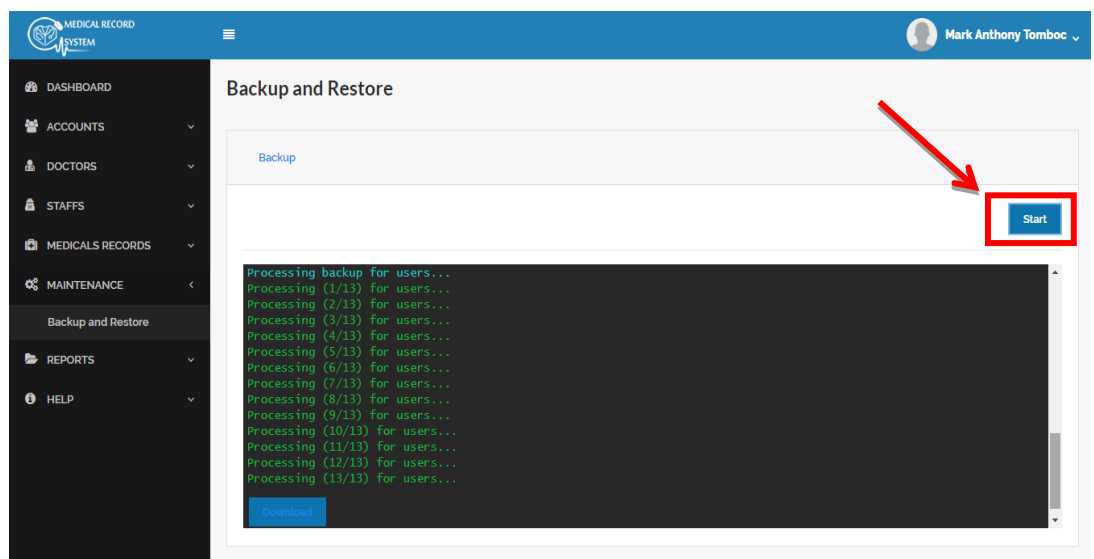 MEDICAL RECORD
SYSTEM
Mark Anthony Tomboc
DASHBOARD
ACCOUNTS
DOCTORS
STAFFS
MEDICALS RECORDS
MAINTENANCE
Backup and Restore
REPORTS
HELP
Backup and Restore
Backup
Start
Processing backup for users...
Processing (1/13) for users...
Processing (2/13) for users...
Processing (3/13) for users...
Processing (4/13) for users...
Processing (5/13) for users...
Processing (6/13) for users...
Processing (7/13) for users...
Processing (8/13) for users...
Processing (9/13) for users...
Processing (10/13) for users...
Processing (11/13) for users...
Processing (12/13) for users...
Processing (13/13) for users...
Download